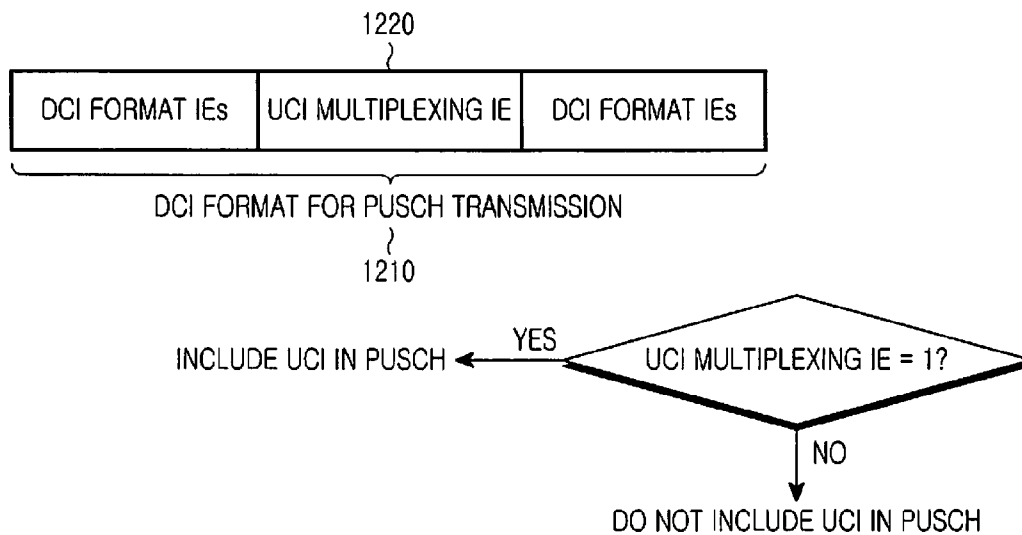 1220
DCI FORMAT IEs UCI MULTIPLEXING IE DCI FORMAT IEs
DCI FORMAT FOR PUSCH TRANSMISSION
1210
INCLUDE UCI IN PUSCH YES UCI MULTIPLEXING IE = 1?
NO
DO NOT INCLUDE UCI IN PUSCH